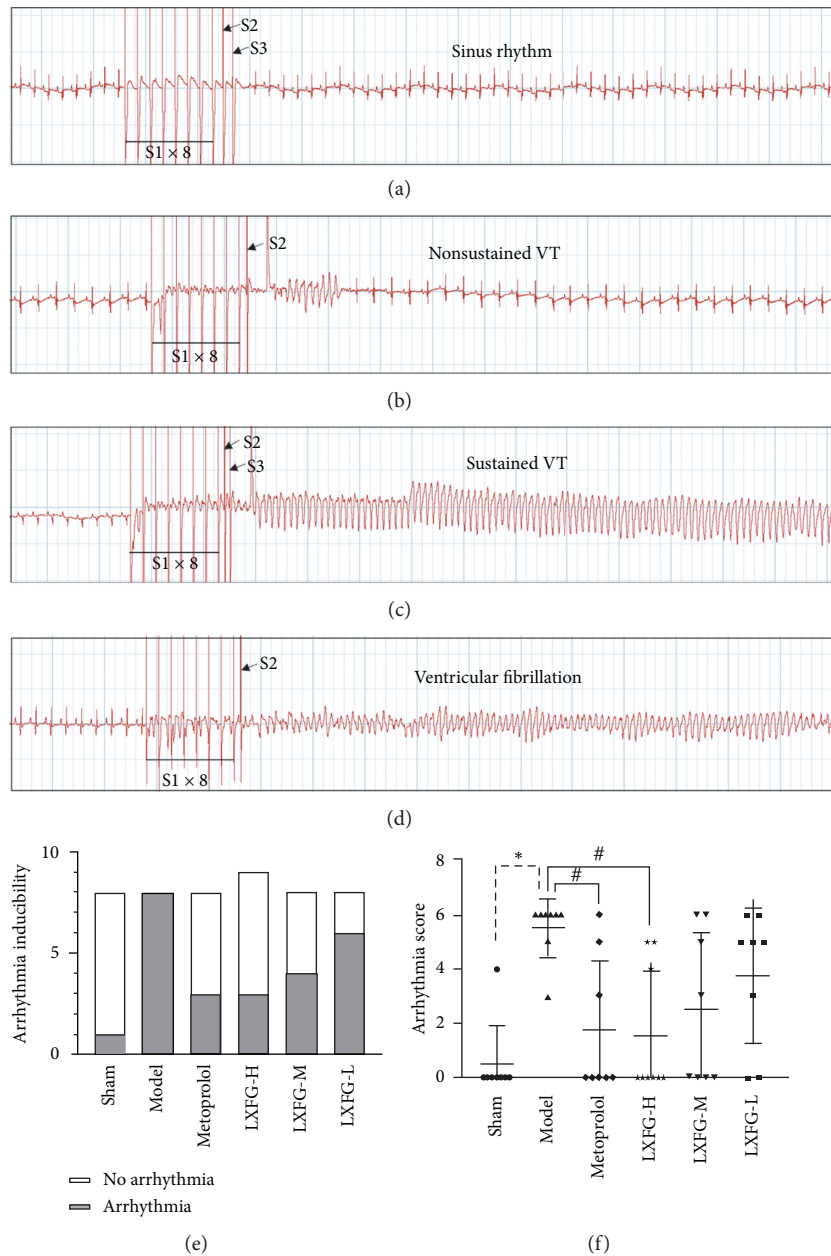 S2
S3
Sinus rhythm
S1 × 8
(a)
S2
Nonsustained VT
S1 × 8
(b)
S2
S3
Sustained VT
S1 × 8
(c)
S2
Ventricular fibrillation
S1 × 8
(d)
Arrhythmia inducibility
10
5
0
Sham
Model
Metoprolol
LXFG-H
LXFG-M
LXFG-L
No arrhythmia
Arrhythmia
(e)
Arrhythmia score
8
6
4
2
0
*
#
#
Sham
Model
Metoprolol
LXFG-H
LXFG-M
LXFG-L
(f)